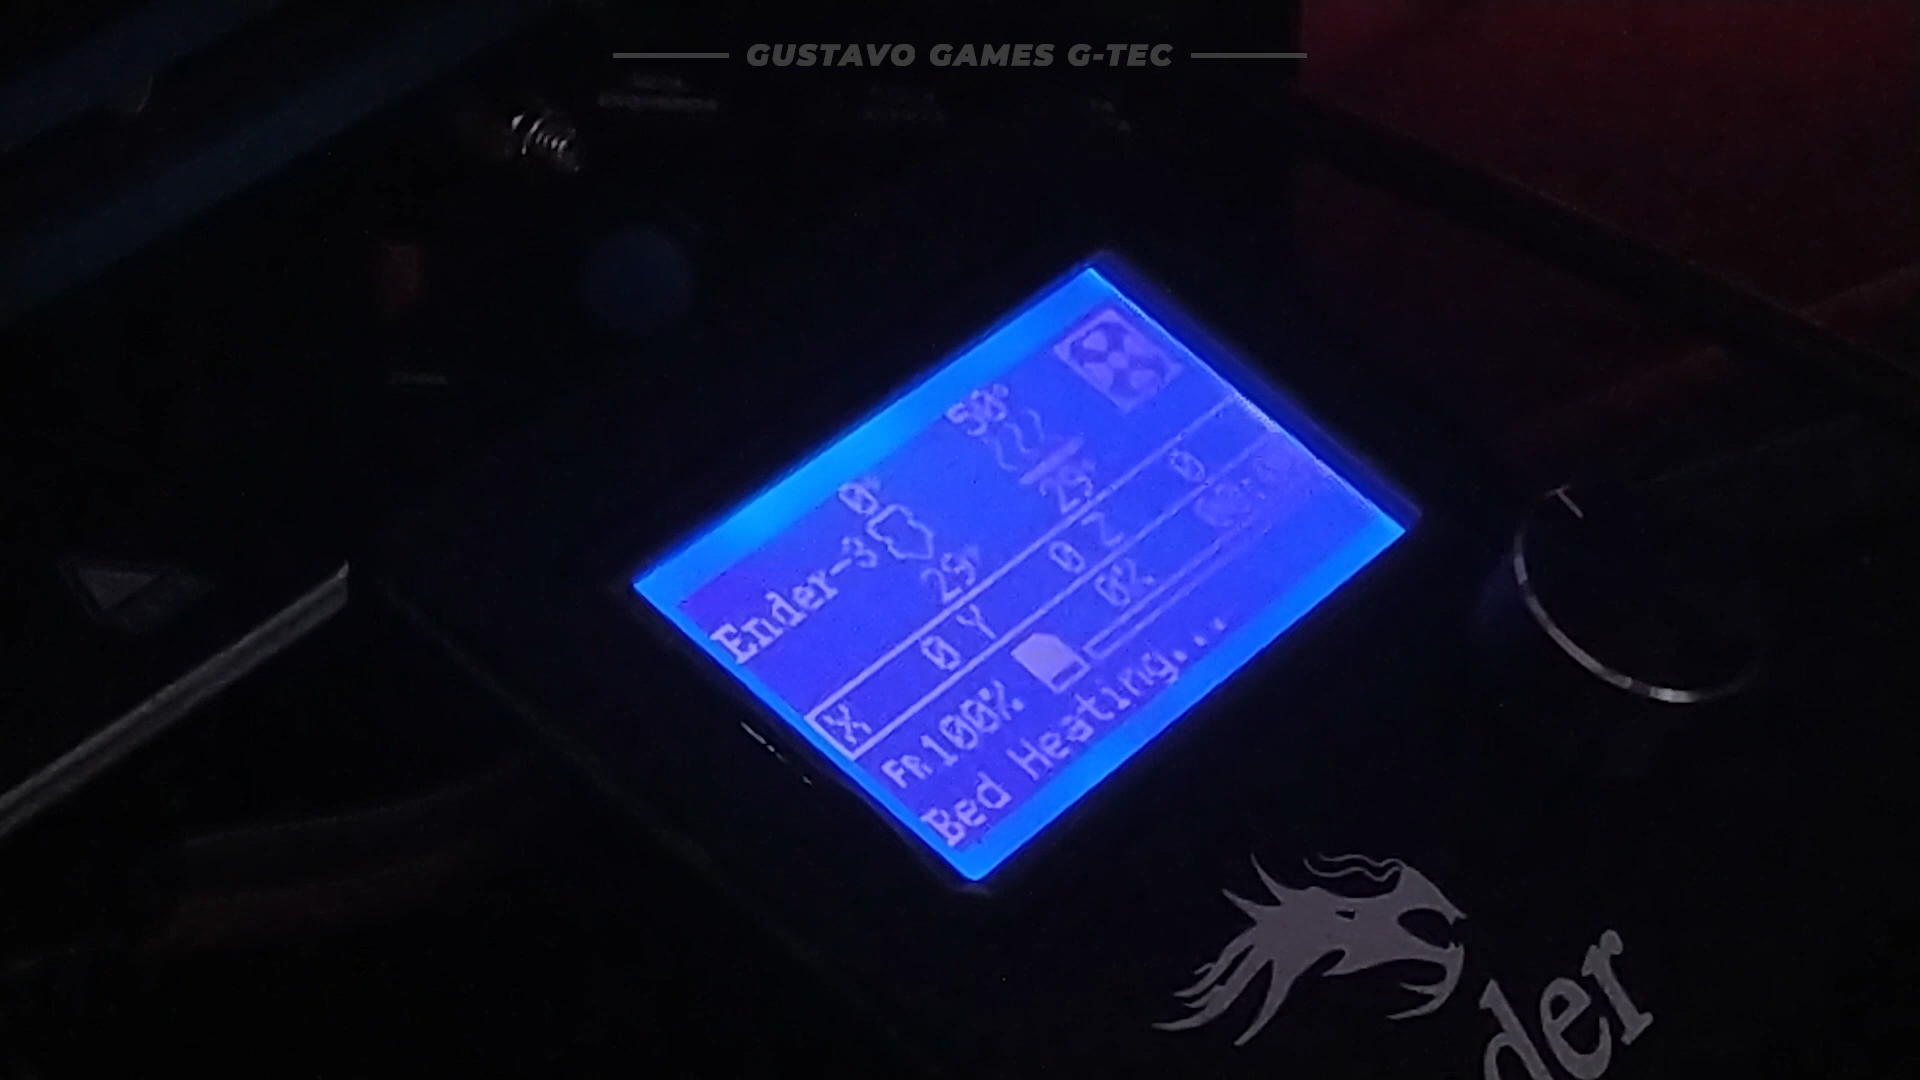 GUSTAVO GAMES G-TEC
Ender-3
0° 50°
29° 29°
X 0 Y 0 Z 0
FR100% 0%
Bed Heating...
der